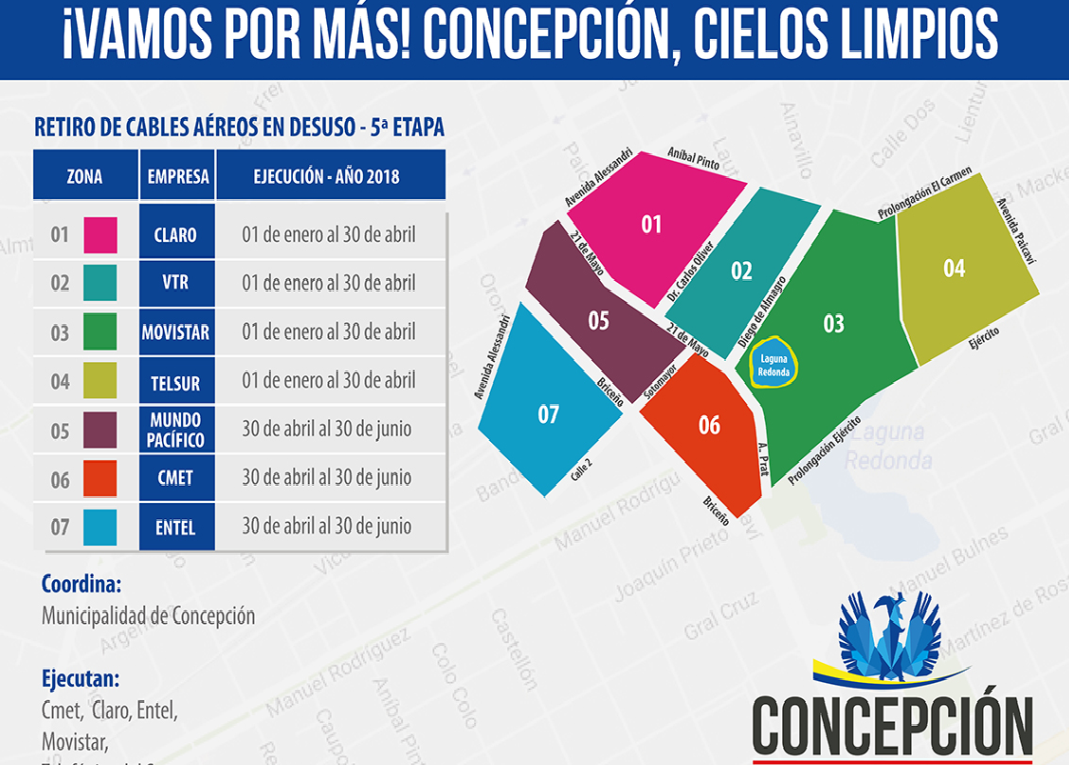 ¡VAMOS POR MÁS! CONCEPCIÓN, CIELOS LIMPIOS
RETIRO DE CABLES AÉREOS EN DESUSO - 5ª ETAPA
ZONA EMPRESA EJECUCIÓN - AÑO 2018
01 CLARO 01 de enero al 30 de abril
02 VTR 01 de enero al 30 de abril
03 MOVISTAR 01 de enero al 30 de abril
04 TELSUR 01 de enero al 30 de abril
05 MUNDO PACÍFICO 30 de abril al 30 de junio
06 CMET 30 de abril al 30 de junio
07 ENTEL 30 de abril al 30 de junio
Coordina:
Municipalidad de Concepción
Ejecutan:
Cmet, Claro, Entel,
Movistar,
Avenida Alessandri
Aníbal Pinto
01
21 de Mayo
Dr. Carlos Oliver
02
Diego de Almagro
21 de Mayo
Prolongación El Carmen
Avenida Paicaví
04
Ejército
03
Laguna
Redonda
Prolongación Ejército
05
Sotomayor
Briceño
Avenida Alessandri
07
Calle 2
06
A. Prat
Briceño
Amavillo
Calle Dos
Lientur
Laguna
Redonda
Manuel Rodrígu
Joaquín Prieto
Gral Cruz
Manuel Bulnes
Martínez de Ros
Castellón
Colo Colo
Manuel Rodríguez
Aníbal Pin
Caupo
Gral
CONCEPCIÓN